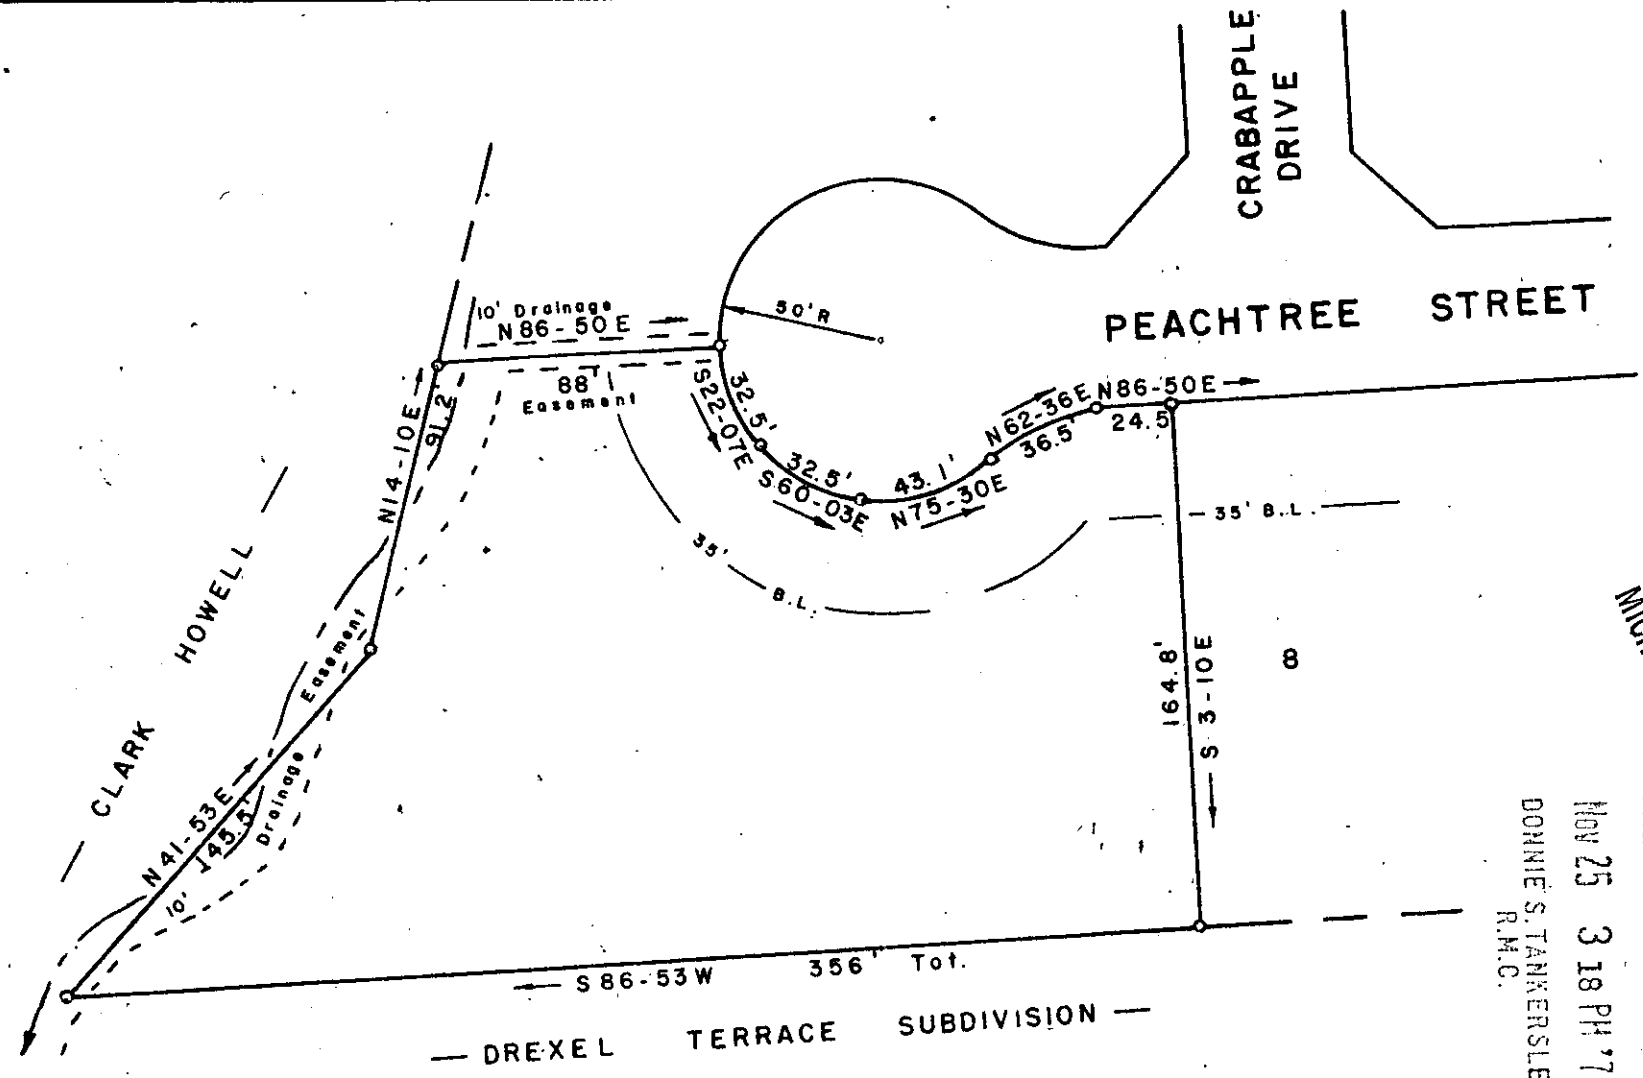 CRABAPPLE
DRIVE
PEACHTREE STREET
10' Drainage
N86-50E
88'
Easement
50'R
N14-10E
91.2'
32.5'
S22-07E
32.5'
S60-03E
43.1'
N75-30E
N62-36E
36.5'
N86-50E
24.5
35' B.L.
35'
B.L.
CLARK HOWELL
Easement
N41-53E
145.5'
Drainage
10'
164.8'
S 3-10E
8
S86-53W
356' Tot.
DREXEL TERRACE SUBDIVISION
NOV 25 3 18 PM '7
DONNIE S. TANKERSLE
R.M.C.